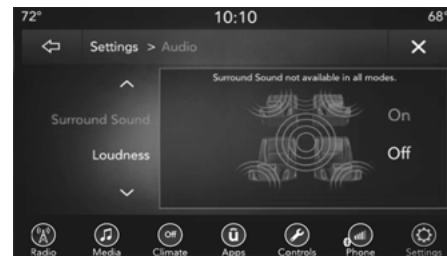 72° 10:10 68°
Settings > Audio
Surround Sound not available in all modes.
Surround Sound On
Loudness Off
Off
Radio Media Climate Apps Controls Phone Settings